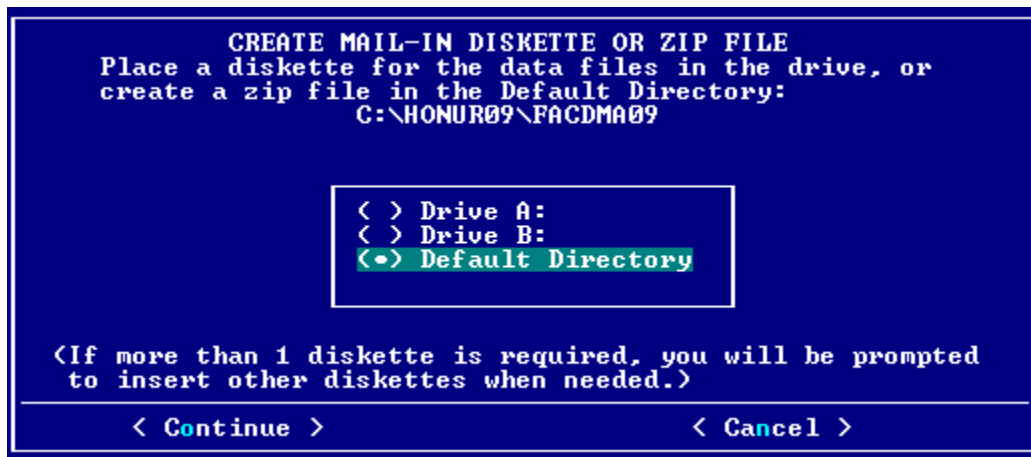 CREATE MAIL-IN DISKETTE OR ZIP FILE
Place a diskette for the data files in the drive, or
create a zip file in the Default Directory:
C:\HONUR09\FACDMA09
( ) Drive A:
( ) Drive B:
(•) Default Directory
(If more than 1 diskette is required, you will be prompted
to insert other diskettes when needed.)
< Continue > < Cancel >